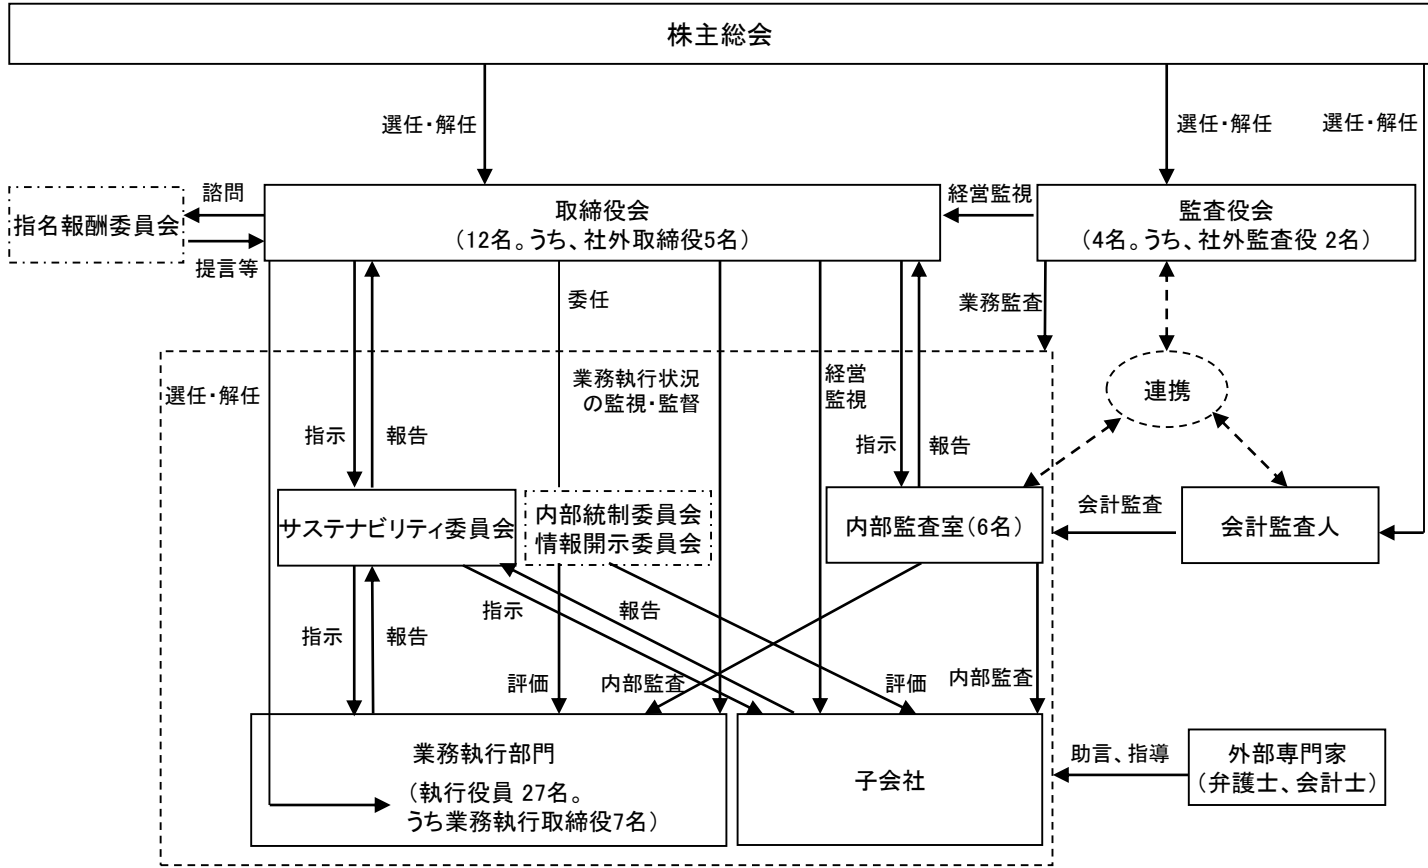 株主総会
選任・解任
選任・解任
選任・解任
諮問
指名報酬委員会
提言等
取締役会
（12名。うち、社外取締役5名）
経営監視
監査役会
（4名。うち、社外監査役 2名）
委任
業務監査
選任・解任
業務執行状況
の監視・監督
経営
監視
連携
指示
報告
指示
報告
サステナビリティ委員会
内部統制委員会
情報開示委員会
内部監査室（6名）
会計監査
会計監査人
指示
報告
指示
報告
評価
内部監査
評価
内部監査
業務執行部門
（執行役員 27名。
うち業務執行取締役7名）
子会社
助言、指導
外部専門家
（弁護士、会計士）